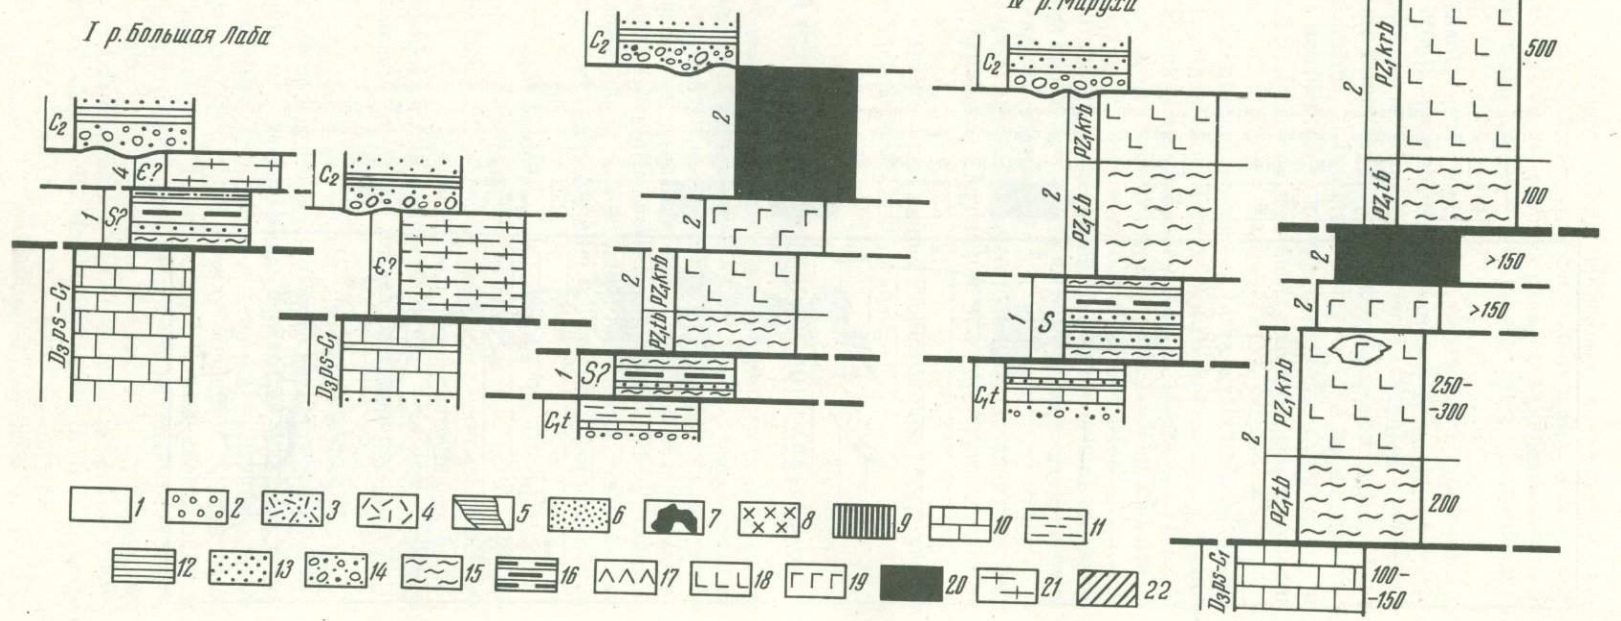 I р. Большая Лаба
C₂
4
Є?
1
S?
D₃ps–C₁
C₂
Є?
D₃ps–C₁
C₂
2
2
2
PZ₁krb
PZ₁tb
1
S?
C₁t
IV р. Маруха
C₂
2
PZ₁krb
PZ₁tb
1
S
C₁t
2
PZ₁krb
500
PZ₁tb
100
2
>150
2
>150
2
PZ₁krb
250–
–300
PZ₁tb
200
D₃ps–C₁
100–
–150
1 2 3 4 5 6 7 8 9 10 11
12 13 14 15 16 17 18 19 20 21 22